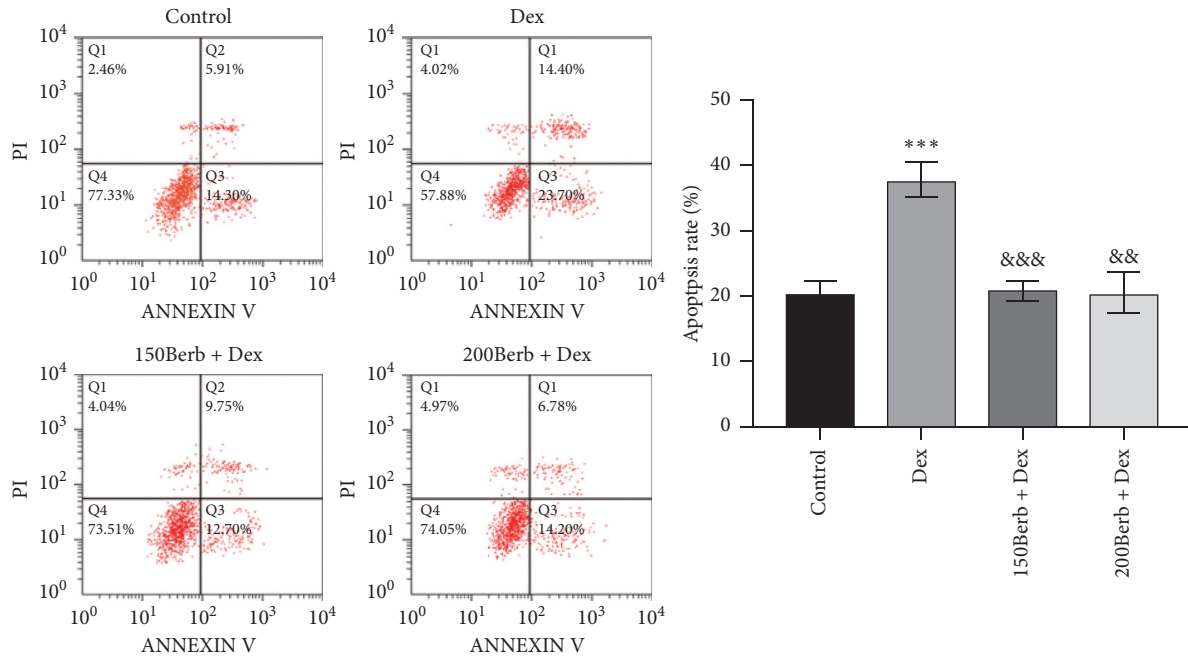 Control
10^4
10^3
10^2
10^1
10^0
PI
Q1
2.46%
Q2
5.91%
Q4
77.33%
Q3
14.30%
10^0 10^1 10^2 10^3 10^4
ANNEXIN V
Dex
10^4
10^3
10^2
10^1
10^0
PI
Q1
4.02%
Q1
14.40%
Q4
57.88%
Q3
23.70%
10^0 10^1 10^2 10^3 10^4
ANNEXIN V
150Berb + Dex
10^4
10^3
10^2
10^1
10^0
PI
Q1
4.04%
Q2
9.75%
Q4
73.51%
Q3
12.70%
10^0 10^1 10^2 10^3 10^4
ANNEXIN V
200Berb + Dex
10^4
10^3
10^2
10^1
10^0
PI
Q1
4.97%
Q1
6.78%
Q4
74.05%
Q3
14.20%
10^0 10^1 10^2 10^3 10^4
ANNEXIN V
Apoptpsis rate (%)
50
40
30
20
10
0
***
&&&
&&
Control
Dex
150Berb + Dex
200Berb + Dex